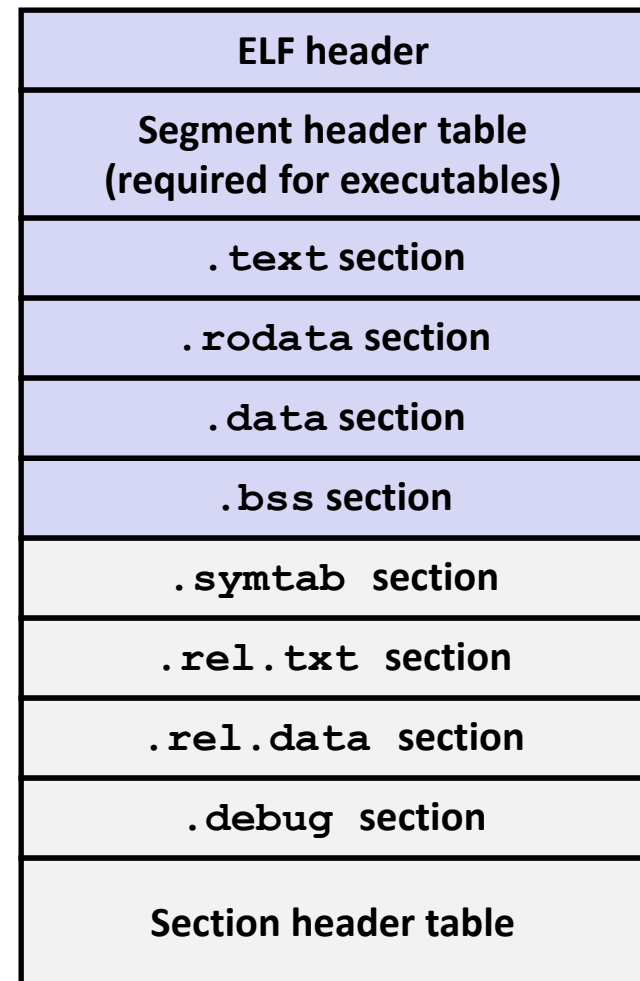 ELF header
Segment header table
(required for executables)
.text section
.rodata section
.data section
.bss section
.symtab section
.rel.txt section
.rel.data section
.debug section
Section header table